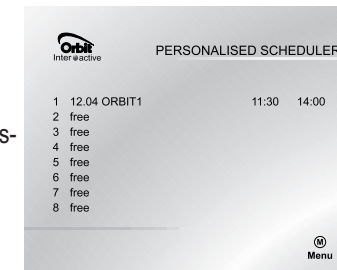 Orbit
Inter active
PERSONALISED SCHEDULER
s-
1 12.04 ORBIT1 11:30 14:00
2 free
3 free
4 free
5 free
6 free
7 free
8 free
M
Menu